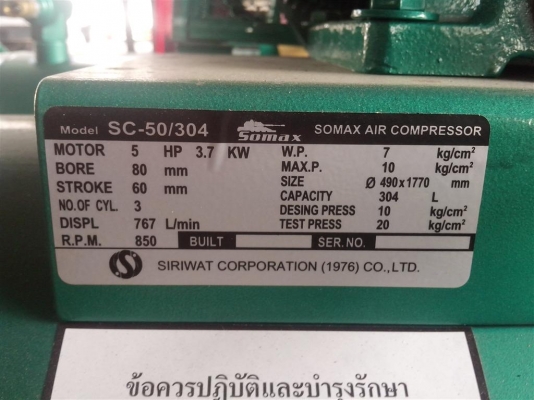 Model SC-50/304 Somax SOMAX AIR COMPRESSOR
MOTOR 5 HP 3.7 KW W.P. 7 kg/cm²
BORE 80 mm MAX.P. 10 kg/cm²
STROKE 60 mm SIZE Ø 490x1770 mm
NO.OF CYL. 3 CAPACITY 304 L
DISPL 767 L/min DESING PRESS 10 kg/cm²
R.P.M. 850 TEST PRESS 20 kg/cm²
BUILT SER.NO.
S SIRIWAT CORPORATION (1976) CO.,LTD.
ข้อควรปฏิบัติและบำรุงรักษา